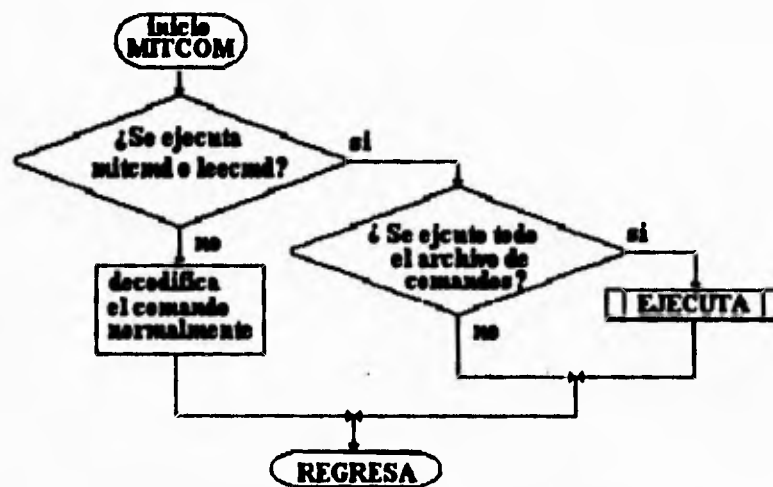 inicio
MITCOM
¿Se ejecuta
mitcmd o leecmd?
si
no
¿ Se ejcuto todo
el archivo de
comandos?
si
decodifica
el comando
normalmente
EJECUTA
no
REGRESA